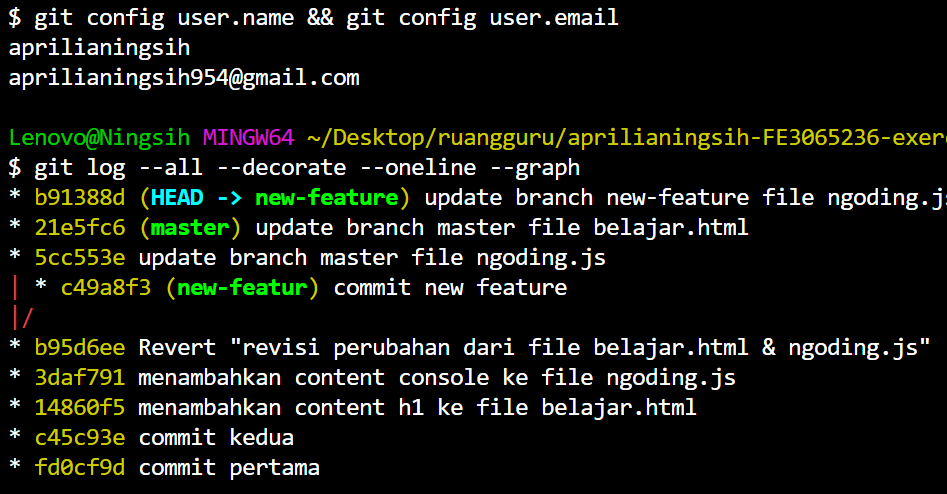 $ git config user.name && git config user.email
aprilianingsih
aprilianingsih954@gmail.com
Lenovo@Ningsih MINGW64 ~/Desktop/ruangguru/aprilianingsih-FE3065236-exer
$ git log --all --decorate --oneline --graph
* b91388d (HEAD -> new-feature) update branch new-feature file ngoding.js
* 21e5fc6 (master) update branch master file belajar.html
* 5cc553e update branch master file ngoding.js
| * c49a8f3 (new-featur) commit new feature
|/
* b95d6ee Revert "revisi perubahan dari file belajar.html & ngoding.js"
* 3daf791 menambahkan content console ke file ngoding.js
* 14860f5 menambahkan content h1 ke file belajar.html
* c45c93e commit kedua
* fd0cf9d commit pertama